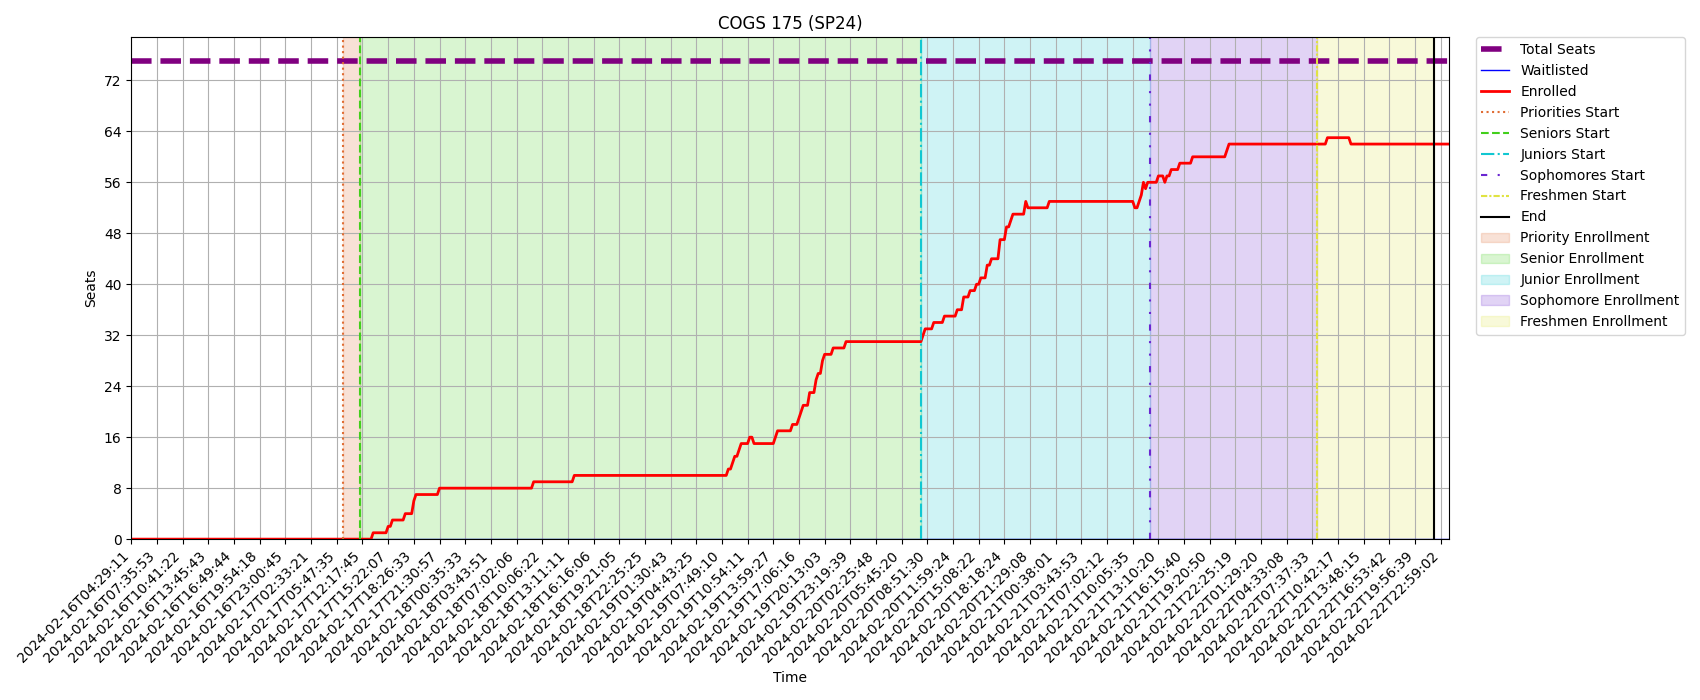 COGS 175 (SP24)
Seats
72
64
56
48
40
32
24
16
8
0
2024-02-16T04:29:11
2024-02-16T07:35:53
2024-02-16T10:41:22
2024-02-16T13:45:43
2024-02-16T16:49:44
2024-02-16T19:54:18
2024-02-16T23:00:45
2024-02-17T02:33:21
2024-02-17T05:47:35
2024-02-17T12:17:45
2024-02-17T15:22:07
2024-02-17T18:26:33
2024-02-17T21:30:57
2024-02-18T00:35:33
2024-02-18T03:43:51
2024-02-18T07:02:06
2024-02-18T10:06:22
2024-02-18T13:11:11
2024-02-18T16:16:06
2024-02-18T19:21:05
2024-02-18T22:25:25
2024-02-19T01:30:43
2024-02-19T04:43:25
2024-02-19T07:49:10
2024-02-19T10:54:11
2024-02-19T13:59:27
2024-02-19T17:06:16
2024-02-19T20:13:03
2024-02-19T23:19:39
2024-02-20T02:25:48
2024-02-20T05:45:20
2024-02-20T08:51:30
2024-02-20T11:59:24
2024-02-20T15:08:22
2024-02-20T18:18:24
2024-02-20T21:29:08
2024-02-21T00:38:01
2024-02-21T03:43:53
2024-02-21T07:02:12
2024-02-21T10:05:35
2024-02-21T13:10:20
2024-02-21T16:15:40
2024-02-21T19:20:50
2024-02-21T22:25:19
2024-02-22T01:29:20
2024-02-22T04:33:08
2024-02-22T07:37:33
2024-02-22T10:42:17
2024-02-22T13:48:15
2024-02-22T16:53:42
2024-02-22T19:56:39
2024-02-22T22:59:02
Time
Total Seats
Waitlisted
Enrolled
Priorities Start
Seniors Start
Juniors Start
Sophomores Start
Freshmen Start
End
Priority Enrollment
Senior Enrollment
Junior Enrollment
Sophomore Enrollment
Freshmen Enrollment